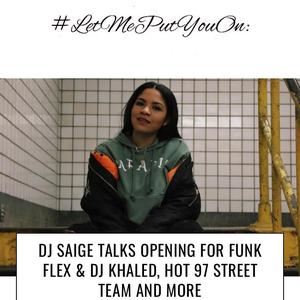 #LetMePutYouOn:
DJ SAIGE TALKS OPENING FOR FUNK
FLEX & DJ KHALED, HOT 97 STREET
TEAM AND MORE